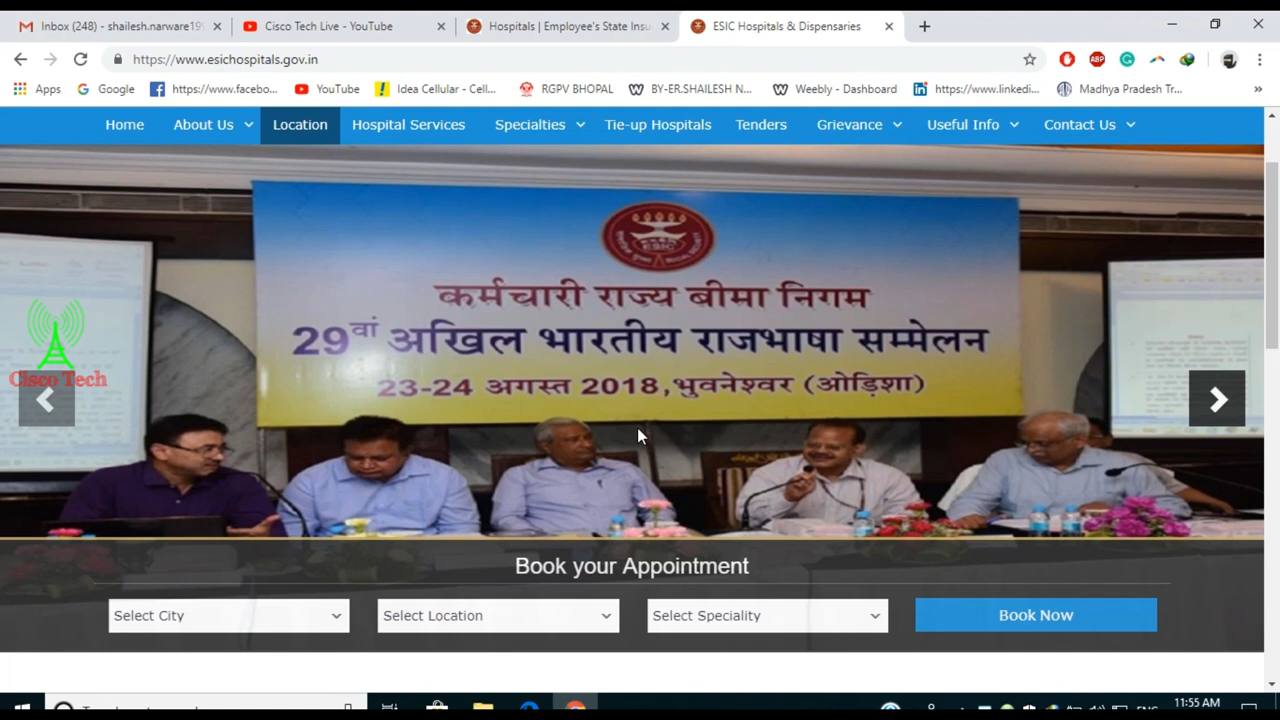 Inbox (248) - shailesh.narware199
Cisco Tech Live - YouTube
Hospitals | Employee's State Insu
ESIC Hospitals & Dispensaries
https://www.esichospitals.gov.in
ABP
Apps
Google
https://www.facebo...
YouTube
Idea Cellular - Cell...
RGPV BHOPAL
BY-ER.SHAILESH N...
Weebly - Dashboard
https://www.linkedi...
Madhya Pradesh Tr...
Home
About Us
Location
Hospital Services
Specialties
Tie-up Hospitals
Tenders
Grievance
Useful Info
Contact Us
ESIC
कर्मचारी राज्य बीमा निगम
29वां अखिल भारतीय राजभाषा सम्मेलन
23-24 अगस्त 2018,भुवनेश्वर (ओड़िशा)
Cisco Tech
Book your Appointment
Select City
Select Location
Select Speciality
Book Now
11:55 AM